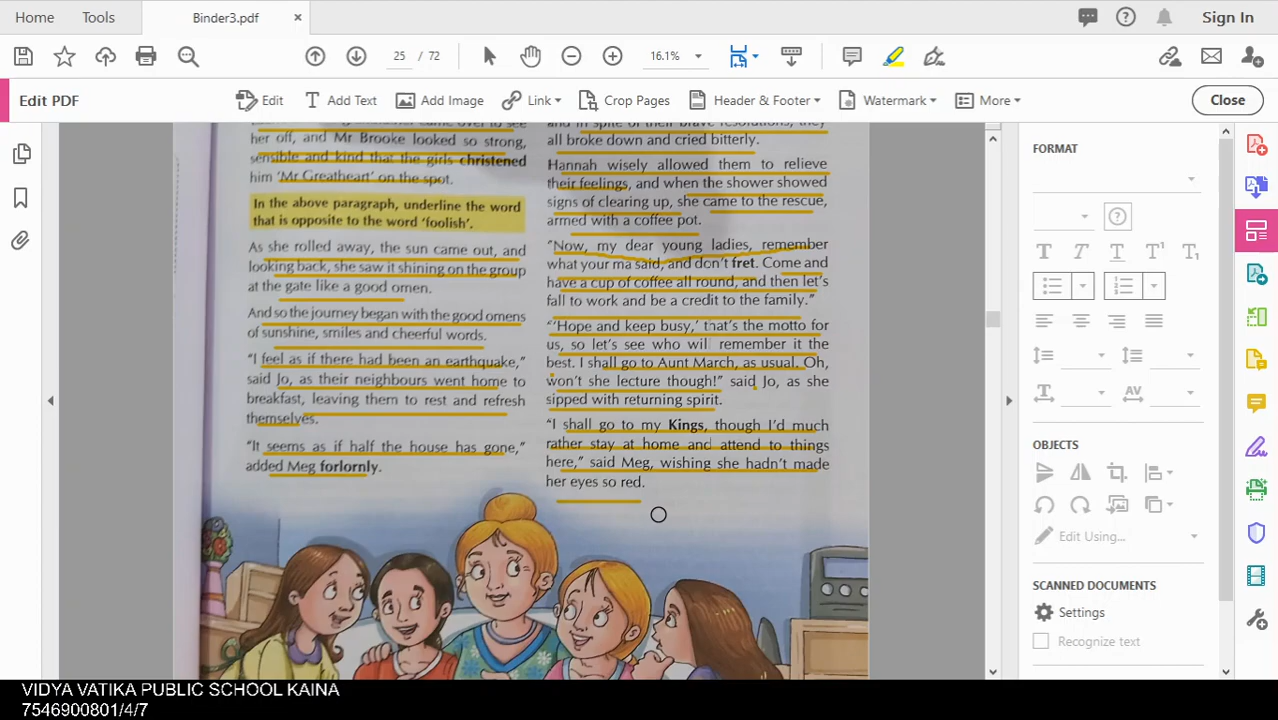 Home
Tools
Binder3.pdf
×
Sign In
25 / 72
16.1%
Edit PDF
Edit
Add Text
Add Image
Link
Crop Pages
Header & Footer
Watermark
More
Close
her off, and Mr Brooke looked so strong,
sensible and kind that the girls christened
him ‘Mr Greatheart’ on the spot.
In the above paragraph, underline the word
that is opposite to the word ‘foolish’.
As she rolled away, the sun came out, and
looking back, she saw it shining on the group
at the gate like a good omen.
And so the journey began with the good omens
of sunshine, smiles and cheerful words.
“I feel as if there had been an earthquake,”
said Jo, as their neighbours went home to
breakfast, leaving them to rest and refresh
themselves.
“It seems as if half the house has gone,”
added Meg forlornly.
and in spite of their brave resolutions, they
all broke down and cried bitterly.
Hannah wisely allowed them to relieve
their feelings, and when the shower showed
signs of clearing up, she came to the rescue,
armed with a coffee pot.
“Now, my dear young ladies, remember
what your ma said, and don’t fret. Come and
have a cup of coffee all round, and then let’s
fall to work and be a credit to the family.”
“‘Hope and keep busy,’ that’s the motto for
us, so let’s see who will remember it the
best. I shall go to Aunt March, as usual. Oh,
won’t she lecture though!” said Jo, as she
sipped with returning spirit.
“I shall go to my Kings, though I’d much
rather stay at home and attend to things
here,” said Meg, wishing she hadn’t made
her eyes so red.
FORMAT
OBJECTS
Edit Using...
SCANNED DOCUMENTS
Settings
Recognize text
VIDYA VATIKA PUBLIC SCHOOL KAINA
7546900801/4/7